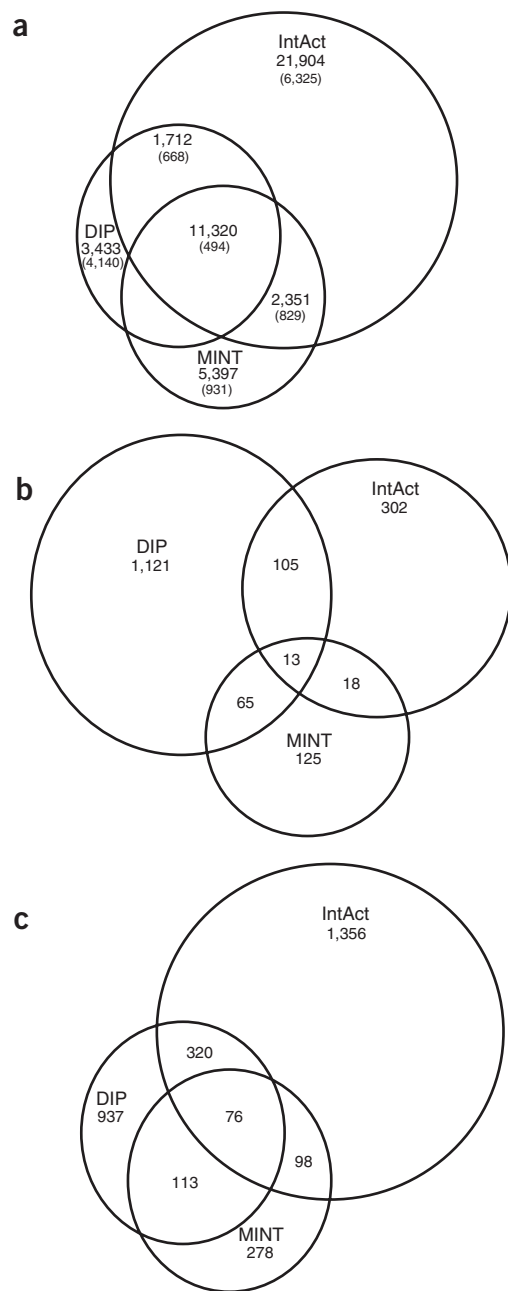 a
IntAct
21,904
(6,325)
1,712
(668)
DIP
3,433
(4,140)
11,320
(494)
2,351
(829)
MINT
5,397
(931)
b
IntAct
302
DIP
1,121
105
13
18
65
MINT
125
c
IntAct
1,356
320
DIP
937
76
98
113
MINT
278